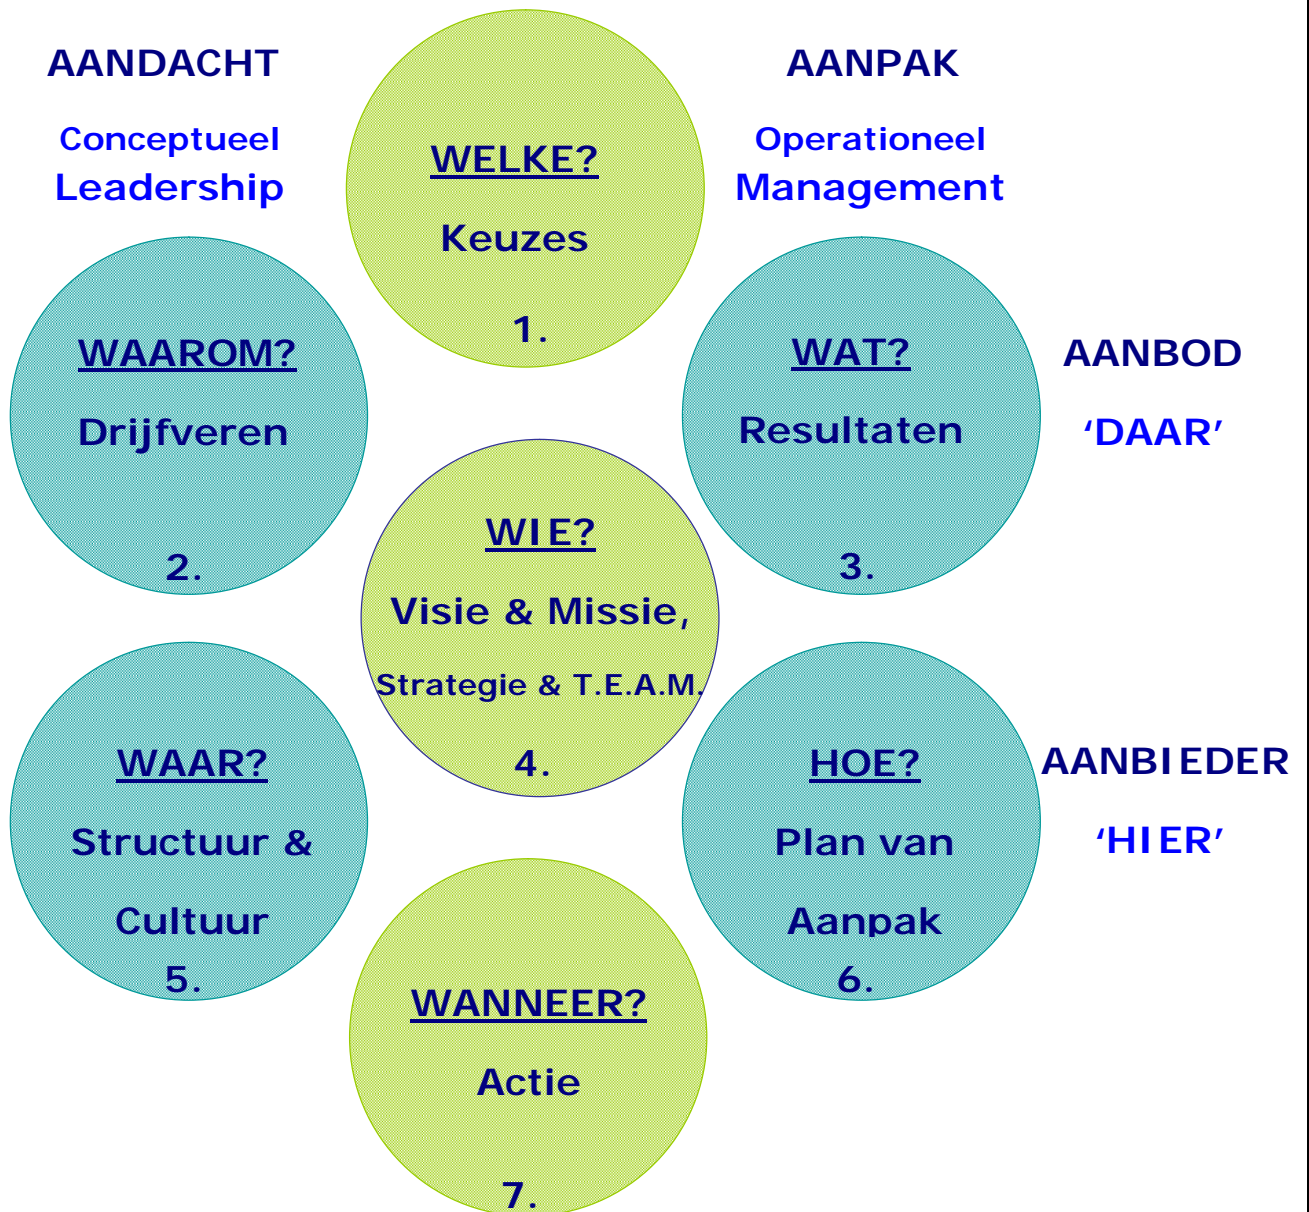 AANDACHT
Conceptueel
Leadership
AANPAK
Operationeel
Management
WELKE?
Keuzes
1.
WAAROM?
Drijfveren
2.
WAT?
Resultaten
3.
AANBOD
‘DAAR’
WIE?
Visie & Missie,
Strategie & T.E.A.M.
4.
WAAR?
Structuur &
Cultuur
5.
HOE?
Plan van
Aanpak
6.
AANBIEDER
‘HIER’
WANNEER?
Actie
7.